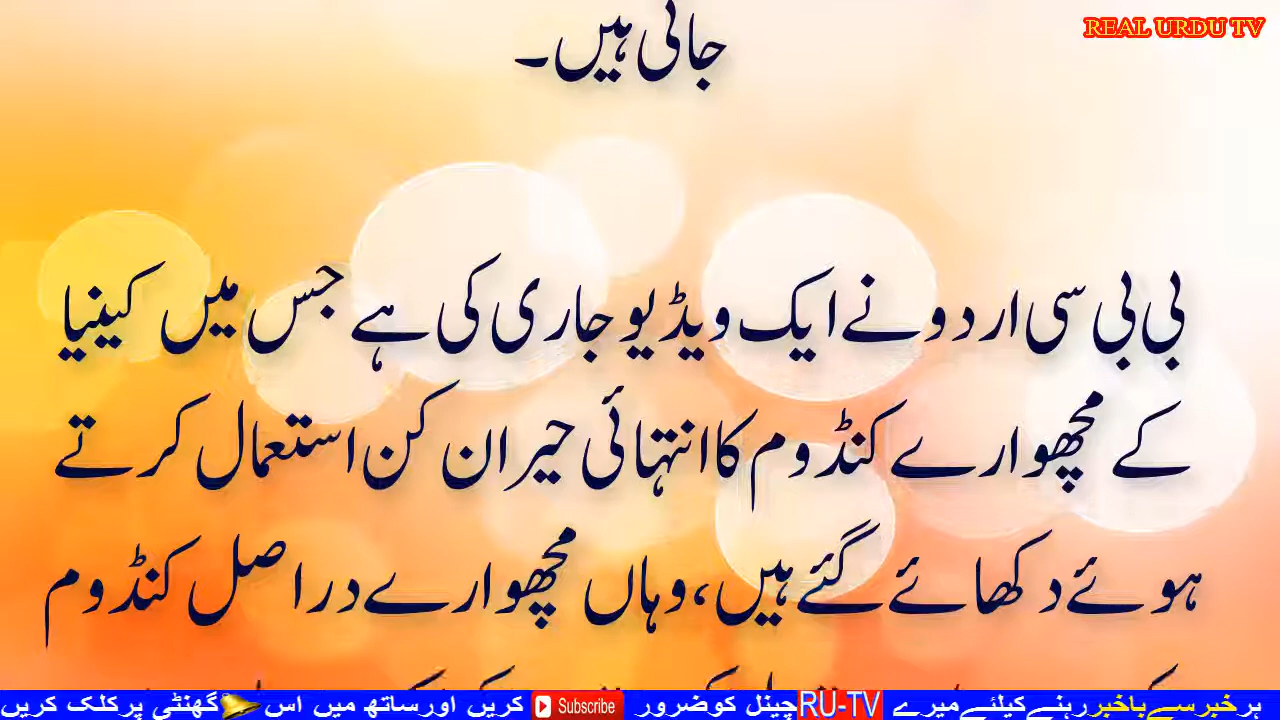 REAL URDU TV
جاتی ہیں۔
بی بی سی اردو نے ایک ویڈیو جاری کی ہے جس میں کینیا
کے مچھوارے کنڈوم کا انتہائی حیران کن استعمال کرتے
ہوئے دکھائے گئے ہیں، وہاں مچھوارے دراصل کنڈوم
ہر خبر سے باخبر رہنے کیلئے میرے RU-TV چینل کو ضرور Subscribe کریں اور ساتھ میں اس گھنٹی پر کلک کریں